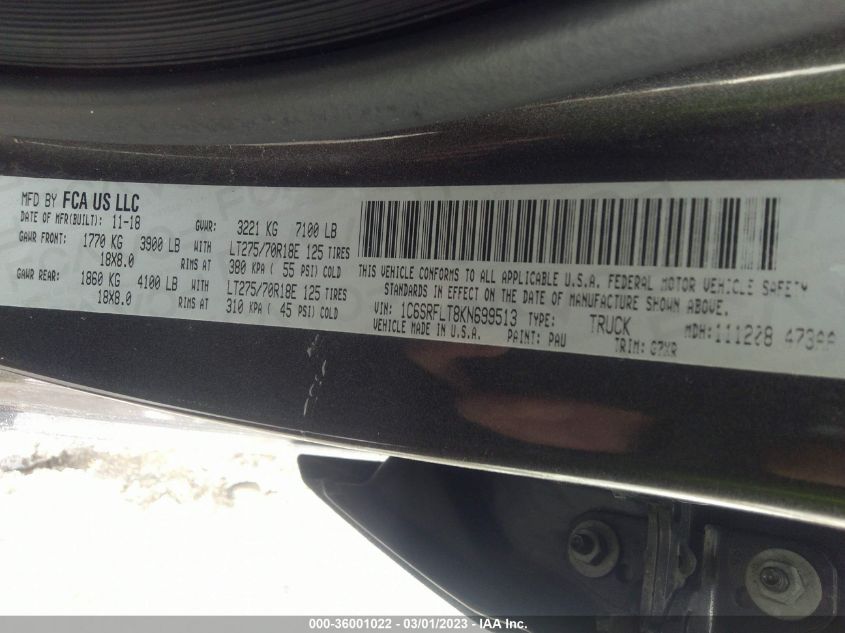 MFD BY FCA US LLC
DATE OF MFR(BUILT): 11-18 GVWR: 3221 KG 7100 LB
GAWR FRONT: 1770 KG 3900 LB WITH LT275/70R18E 125 TIRES
18X8.0 RIMS AT 380 KPA ( 55 PSI) COLD
GAWR REAR: 1860 KG 4100 LB WITH LT275/70R18E 125 TIRES
18X8.0 RIMS AT 310 KPA ( 45 PSI) COLD
THIS VEHICLE CONFORMS TO ALL APPLICABLE U.S.A. FEDERAL MOTOR VEHICLE SAFETY
STANDARDS IN EFFECT ON THE DATE OF MANUFACTURE SHOWN ABOVE.
VIN: 1C6SRFLT8KN699513 TYPE: TRUCK MDH: 111208 473AA
VEHICLE MADE IN U.S.A. PAINT: PAU TRIM: G7XR
000-36001022 - 03/01/2023 - IAA Inc.